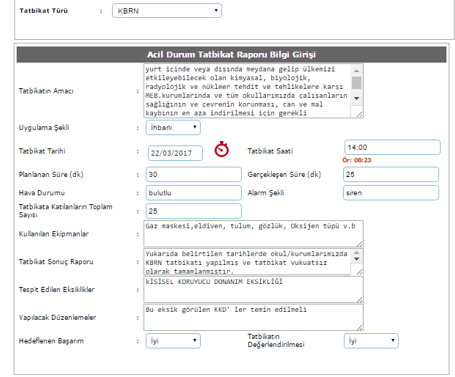 Tatbikat Türü : KBRN
Acil Durum Tatbikat Raporu Bilgi Girişi
Tatbikatın Amacı :
yurt içinde veya dışında meydana gelip ülkemizi
etkileyebilecek olan kimyasal, biyolojik,
radyolojik ve nükleer tehdit ve tehlikelere karşı
MEB.kurumlarında ve tüm okullarımızda çalışanların
sağlığının ve çevrenin korunması, can ve mal
kaybının en aza indirilmesi için gerekli
Uygulama Şekli : İhbarlı
Tatbikat Tarihi : 22/03/2017 Tatbikat Saati 14:00
Ör: 08:23
Planlanan Süre (dk) : 30 Gerçekleşen Süre (dk) : 25
Hava Durumu : bulutlu Alarm Şekli : siren
Tatbikata Katılanların Toplam
Sayısı : 25
Kullanılan Ekipmanlar : Gaz maskesi,eldiven, tulum, gözlük, Oksijen tüpü v.b
Tatbikat Sonuç Raporu :
Yukarıda belirtilen tarihlerde okul/kurumlarımızda
KBRN tatbikatı yapılmış ve tatbikat vukuatsız
olarak tamamlanmıştır.
Tespit Edilen Eksiklikler : kİŞİSEL KORUYUCU DONANIM EKSİKLİĞİ
Yapılacak Düzenlemeler : Bu eksik görülen KKD' ler temin edilmeli
Hedeflenen Başarım : İyi
Tatbikatın
Değerlendirilmesi : İyi